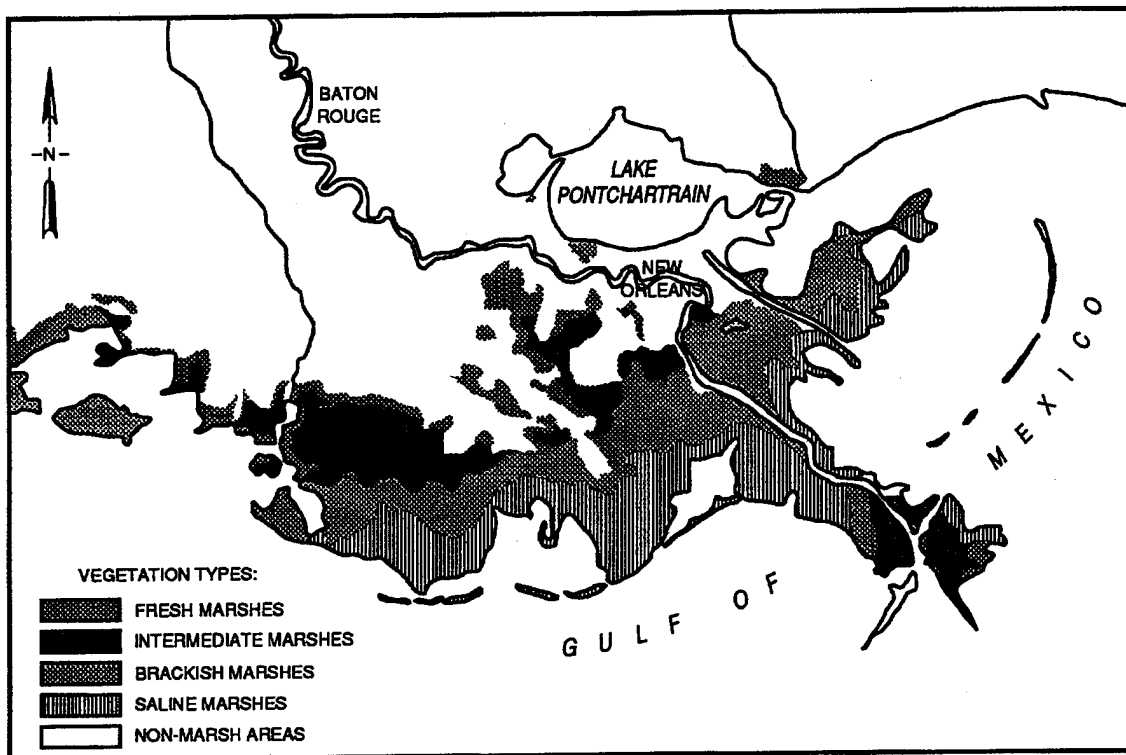 N
BATON
ROUGE
LAKE
PONTCHARTRAIN
NEW
ORLEANS
GULF OF
MEXICO
VEGETATION TYPES:
FRESH MARSHES
INTERMEDIATE MARSHES
BRACKISH MARSHES
SALINE MARSHES
NON-MARSH AREAS